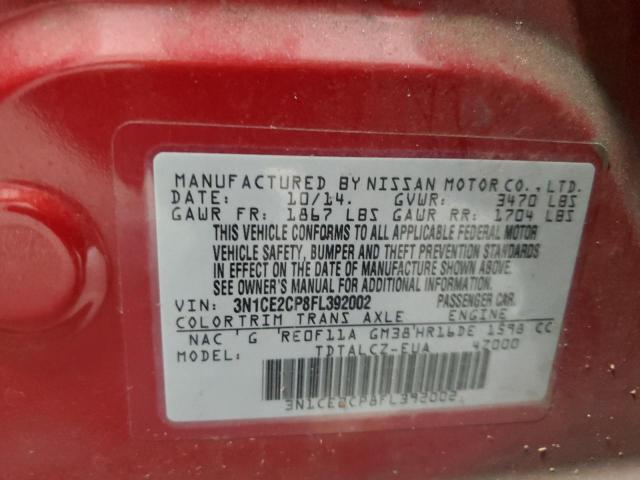 MANUFACTURED BY NISSAN MOTOR CO., LTD.
DATE: 10/14. GVWR: 3470 LBS
GAWR FR: 1867 LBS GAWR RR: 1704 LBS
THIS VEHICLE CONFORMS TO ALL APPLICABLE FEDERAL MOTOR
VEHICLE SAFETY, BUMPER AND THEFT PREVENTION STANDARDS
IN EFFECT ON THE DATE OF MANUFACTURE SHOWN ABOVE.
SEE OWNER'S MANUAL FOR ADDITIONAL INFORMATION.
VIN: 3N1CE2CP8FL392002 PASSENGER CAR.
COLOR TRIM TRANS AXLE ENGINE
NAC G RE0F11A GM38 HR16DE 1598 CC
MODEL: TDTALCZ-EUA 47000
3N1CE2CP8FL392002